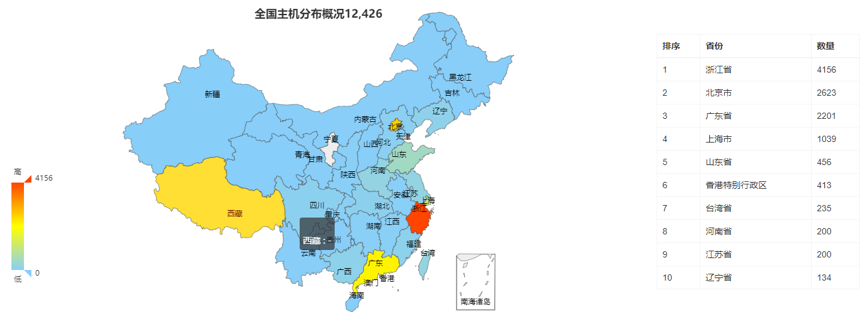 全国主机分布概况12,426
黑龙江
吉林
新疆
辽宁
内蒙古
北京
天津
宁夏
山西
河北
青海
甘肃
山东
陕西
河南
高
4156
四川
江苏
安徽
上海
湖北
西藏
重庆
浙江
湖南
江西
西藏 : -
贵州
云南
福建
台湾
广东
广西
0
低
澳门
香港
海南
南海诸岛
排序 省份 数量
1 浙江省 4156
2 北京市 2623
3 广东省 2201
4 上海市 1039
5 山东省 456
6 香港特别行政区 413
7 台湾省 235
8 河南省 200
9 江苏省 200
10 辽宁省 134